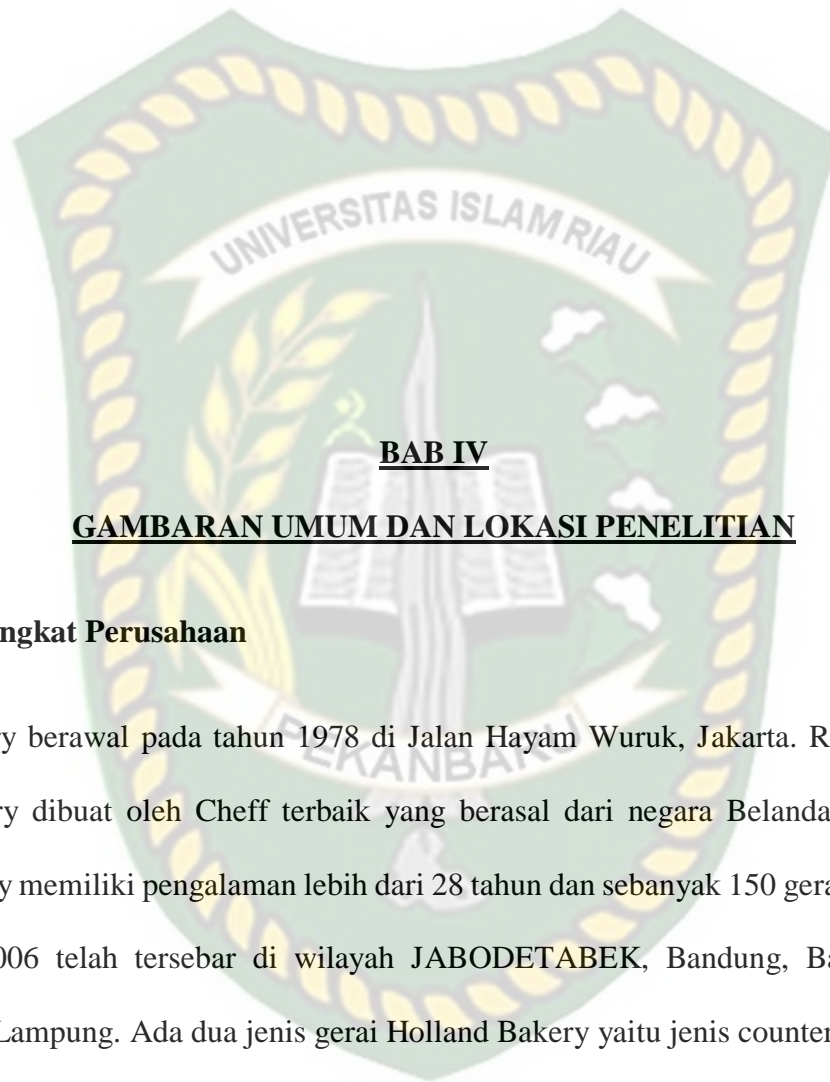 UNIVERSITAS ISLAM RIAU
BAB IV
GAMBARAN UMUM DAN LOKASI PENELITIAN
ngkat Perusahaan
ry berawal pada tahun 1978 di Jalan Hayam Wuruk, Jakarta. R
PEKANBARU
ry dibuat oleh Cheff terbaik yang berasal dari negara Belanda
y memiliki pengalaman lebih dari 28 tahun dan sebanyak 150 gera
006 telah tersebar di wilayah JABODETABEK, Bandung, Ba
Lampung. Ada dua jenis gerai Holland Bakery yaitu jenis counter